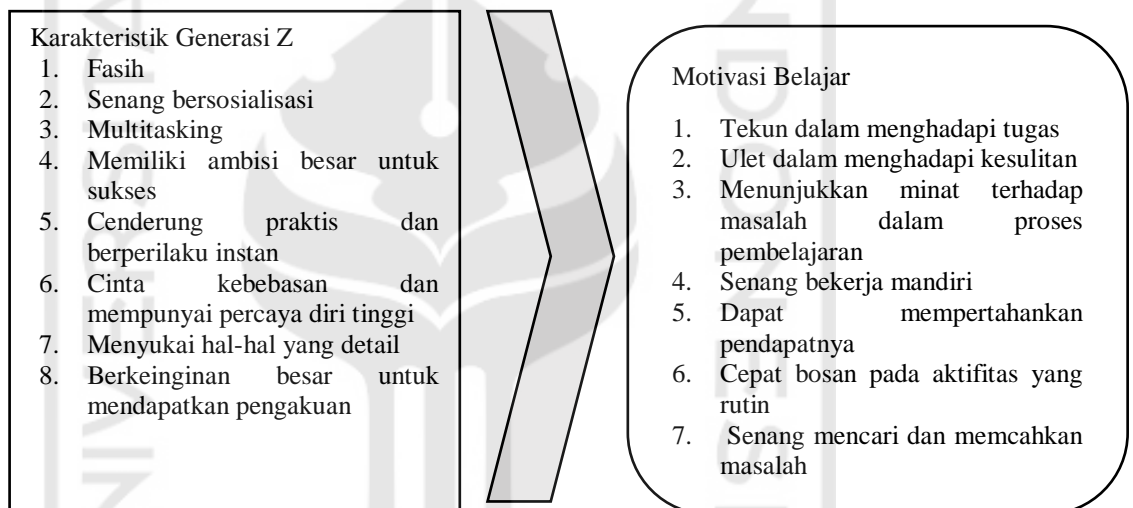 Karakteristik Generasi Z
1. Fasih
2. Senang bersosialisasi
3. Multitasking
4. Memiliki ambisi besar untuk
sukses
5. Cenderung praktis dan
berperilaku instan
6. Cinta kebebasan dan
mempunyai percaya diri tinggi
7. Menyukai hal-hal yang detail
8. Berkeinginan besar untuk
mendapatkan pengakuan
Motivasi Belajar
1. Tekun dalam menghadapi tugas
2. Ulet dalam menghadapi kesulitan
3. Menunjukkan minat terhadap
masalah dalam proses
pembelajaran
4. Senang bekerja mandiri
5. Dapat mempertahankan
pendapatnya
6. Cepat bosan pada aktifitas yang
rutin
7. Senang mencari dan memcahkan
masalah